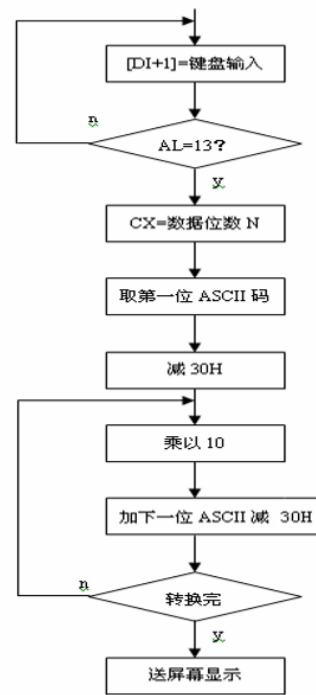 [DI+1]=键盘输入
n
AL=13?
y
CX=数据位数 N
取第一位 ASCII 码
减 30H
乘以 10
加下一位 ASCII 减 30H
n
转换完
y
送屏幕显示